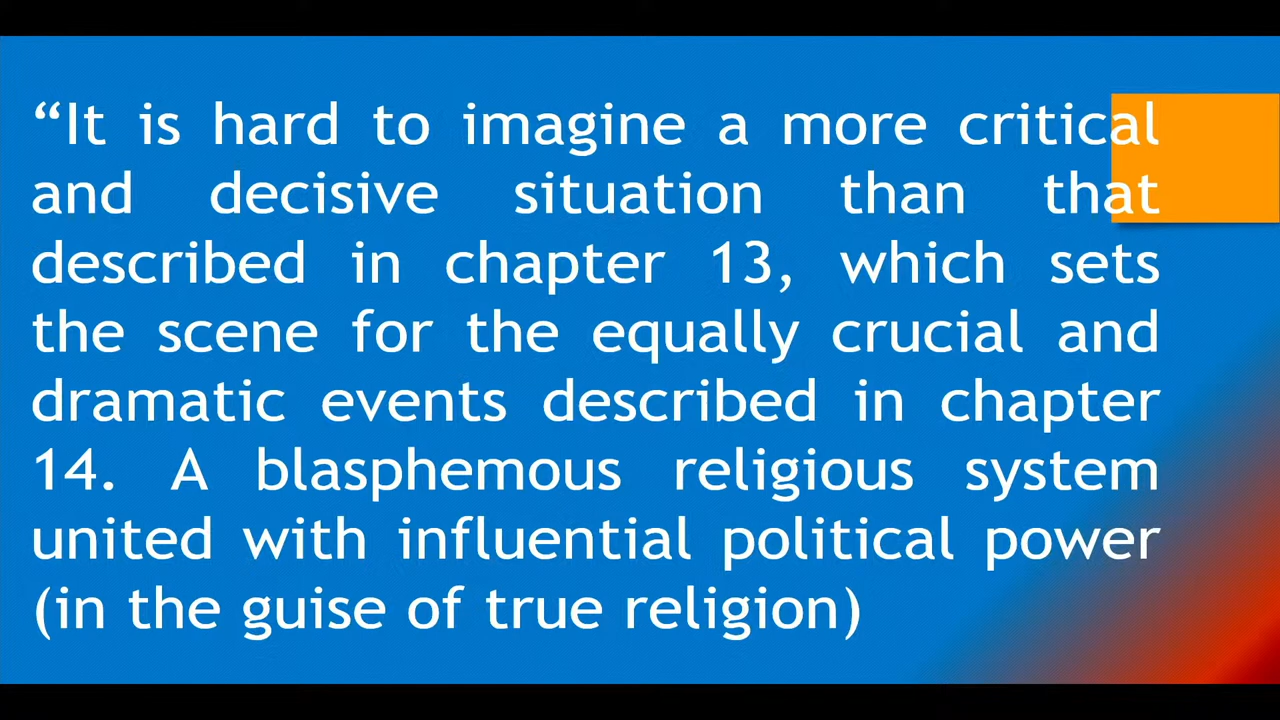 “It is hard to imagine a more critical
and decisive situation than that
described in chapter 13, which sets
the scene for the equally crucial and
dramatic events described in chapter
14. A blasphemous religious system
united with influential political power
(in the guise of true religion)